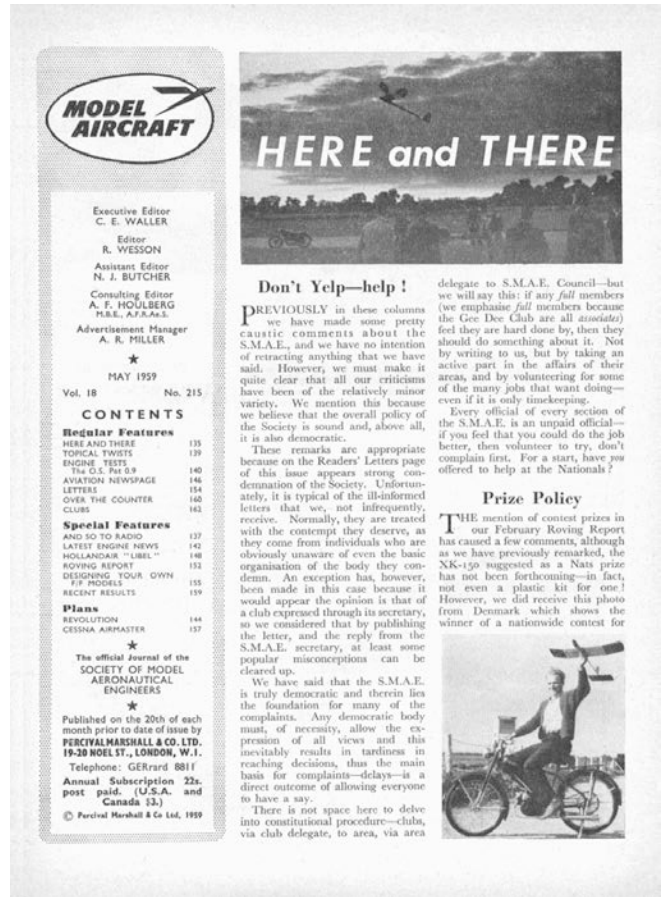 MODEL
AIRCRAFT
Executive Editor
C. E. WALLER
Editor
R. WESSON
Assistant Editor
N. J. BUTCHER
Consulting Editor
A. F. HOULBERG
M.B.E., A.F.R.Ae.S.
Advertisement Manager
A. R. MILLER
★
MAY 1959
Vol. 18 No. 215
CONTENTS
Regular Features
HERE AND THERE 135
TOPICAL TWISTS 139
ENGINE TESTS
The O.S. Pet 0.9 140
AVIATION NEWSPAGE 146
LETTERS 154
OVER THE COUNTER 160
CLUBS 162
Special Features
AND SO TO RADIO 137
LATEST ENGINE NEWS 142
HOLLANDAIR "LIBEL" 148
ROVING REPORT 152
DESIGNING YOUR OWN
F/F MODELS 155
RECENT RESULTS 159
Plans
REVOLUTION 144
CESSNA AIRMASTER 157
★
The official Journal of the
SOCIETY OF MODEL
AERONAUTICAL
ENGINEERS
★
Published on the 20th of each
month prior to date of issue by
PERCIVAL MARSHALL & CO. LTD.
19-20 NOEL ST., LONDON, W.1.
Telephone: GERrard 8811
Annual Subscription 22s.
post paid. (U.S.A. and
Canada $3.)
© Percival Marshall & Co Ltd, 1959
HERE and THERE
Don't Yelp—help !
PREVIOUSLY in these columns
we have made some pretty
caustic comments about the
S.M.A.E., and we have no intention
of retracting anything that we have
said. However, we must make it
quite clear that all our criticisms
have been of the relatively minor
variety. We mention this because
we believe that the overall policy of
the Society is sound and, above all,
it is also democratic.
These remarks are appropriate
because on the Readers' Letters page
of this issue appears strong con-
demnation of the Society. Unfortun-
ately, it is typical of the ill-informed
letters that we, not infrequently,
receive. Normally, they are treated
with the contempt they deserve, as
they come from individuals who are
obviously unaware of even the basic
organisation of the body they con-
demn. An exception has, however,
been made in this case because it
would appear the opinion is that of
a club expressed through its secretary,
so we considered that by publishing
the letter, and the reply from the
S.M.A.E. secretary, at least some
popular misconceptions can be
cleared up.
We have said that the S.M.A.E.
is truly democratic and therein lies
the foundation for many of the
complaints. Any democratic body
must, of necessity, allow the ex-
pression of all views and this
inevitably results in tardiness in
reaching decisions, thus the main
basis for complaints—delays—is a
direct outcome of allowing everyone
to have a say.
There is not space here to delve
into constitutional procedure—clubs,
via club delegate, to area, via area
delegate to S.M.A.E. Council—but
we will say this: if any full members
(we emphasise full members because
the Gee Dee Club are all associates)
feel they are hard done by, then they
should do something about it. Not
by writing to us, but by taking an
active part in the affairs of their
areas, and by volunteering for some
of the many jobs that want doing—
even if it is only timekeeping.
Every official of every section of
the S.M.A.E. is an unpaid official—
if you feel that you could do the job
better, then volunteer to try, don't
complain first. For a start, have you
offered to help at the Nationals ?
Prize Policy
THE mention of contest prizes in
our February Roving Report
has caused a few comments, although
as we have previously remarked, the
XK-150 suggested as a Nats prize
has not been forthcoming—in fact,
not even a plastic kit for one !
However, we did receive this photo
from Denmark which shows the
winner of a nationwide contest for